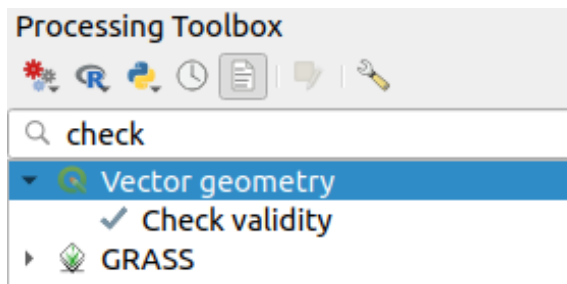 Processing Toolbox
check
Vector geometry
Check validity
GRASS